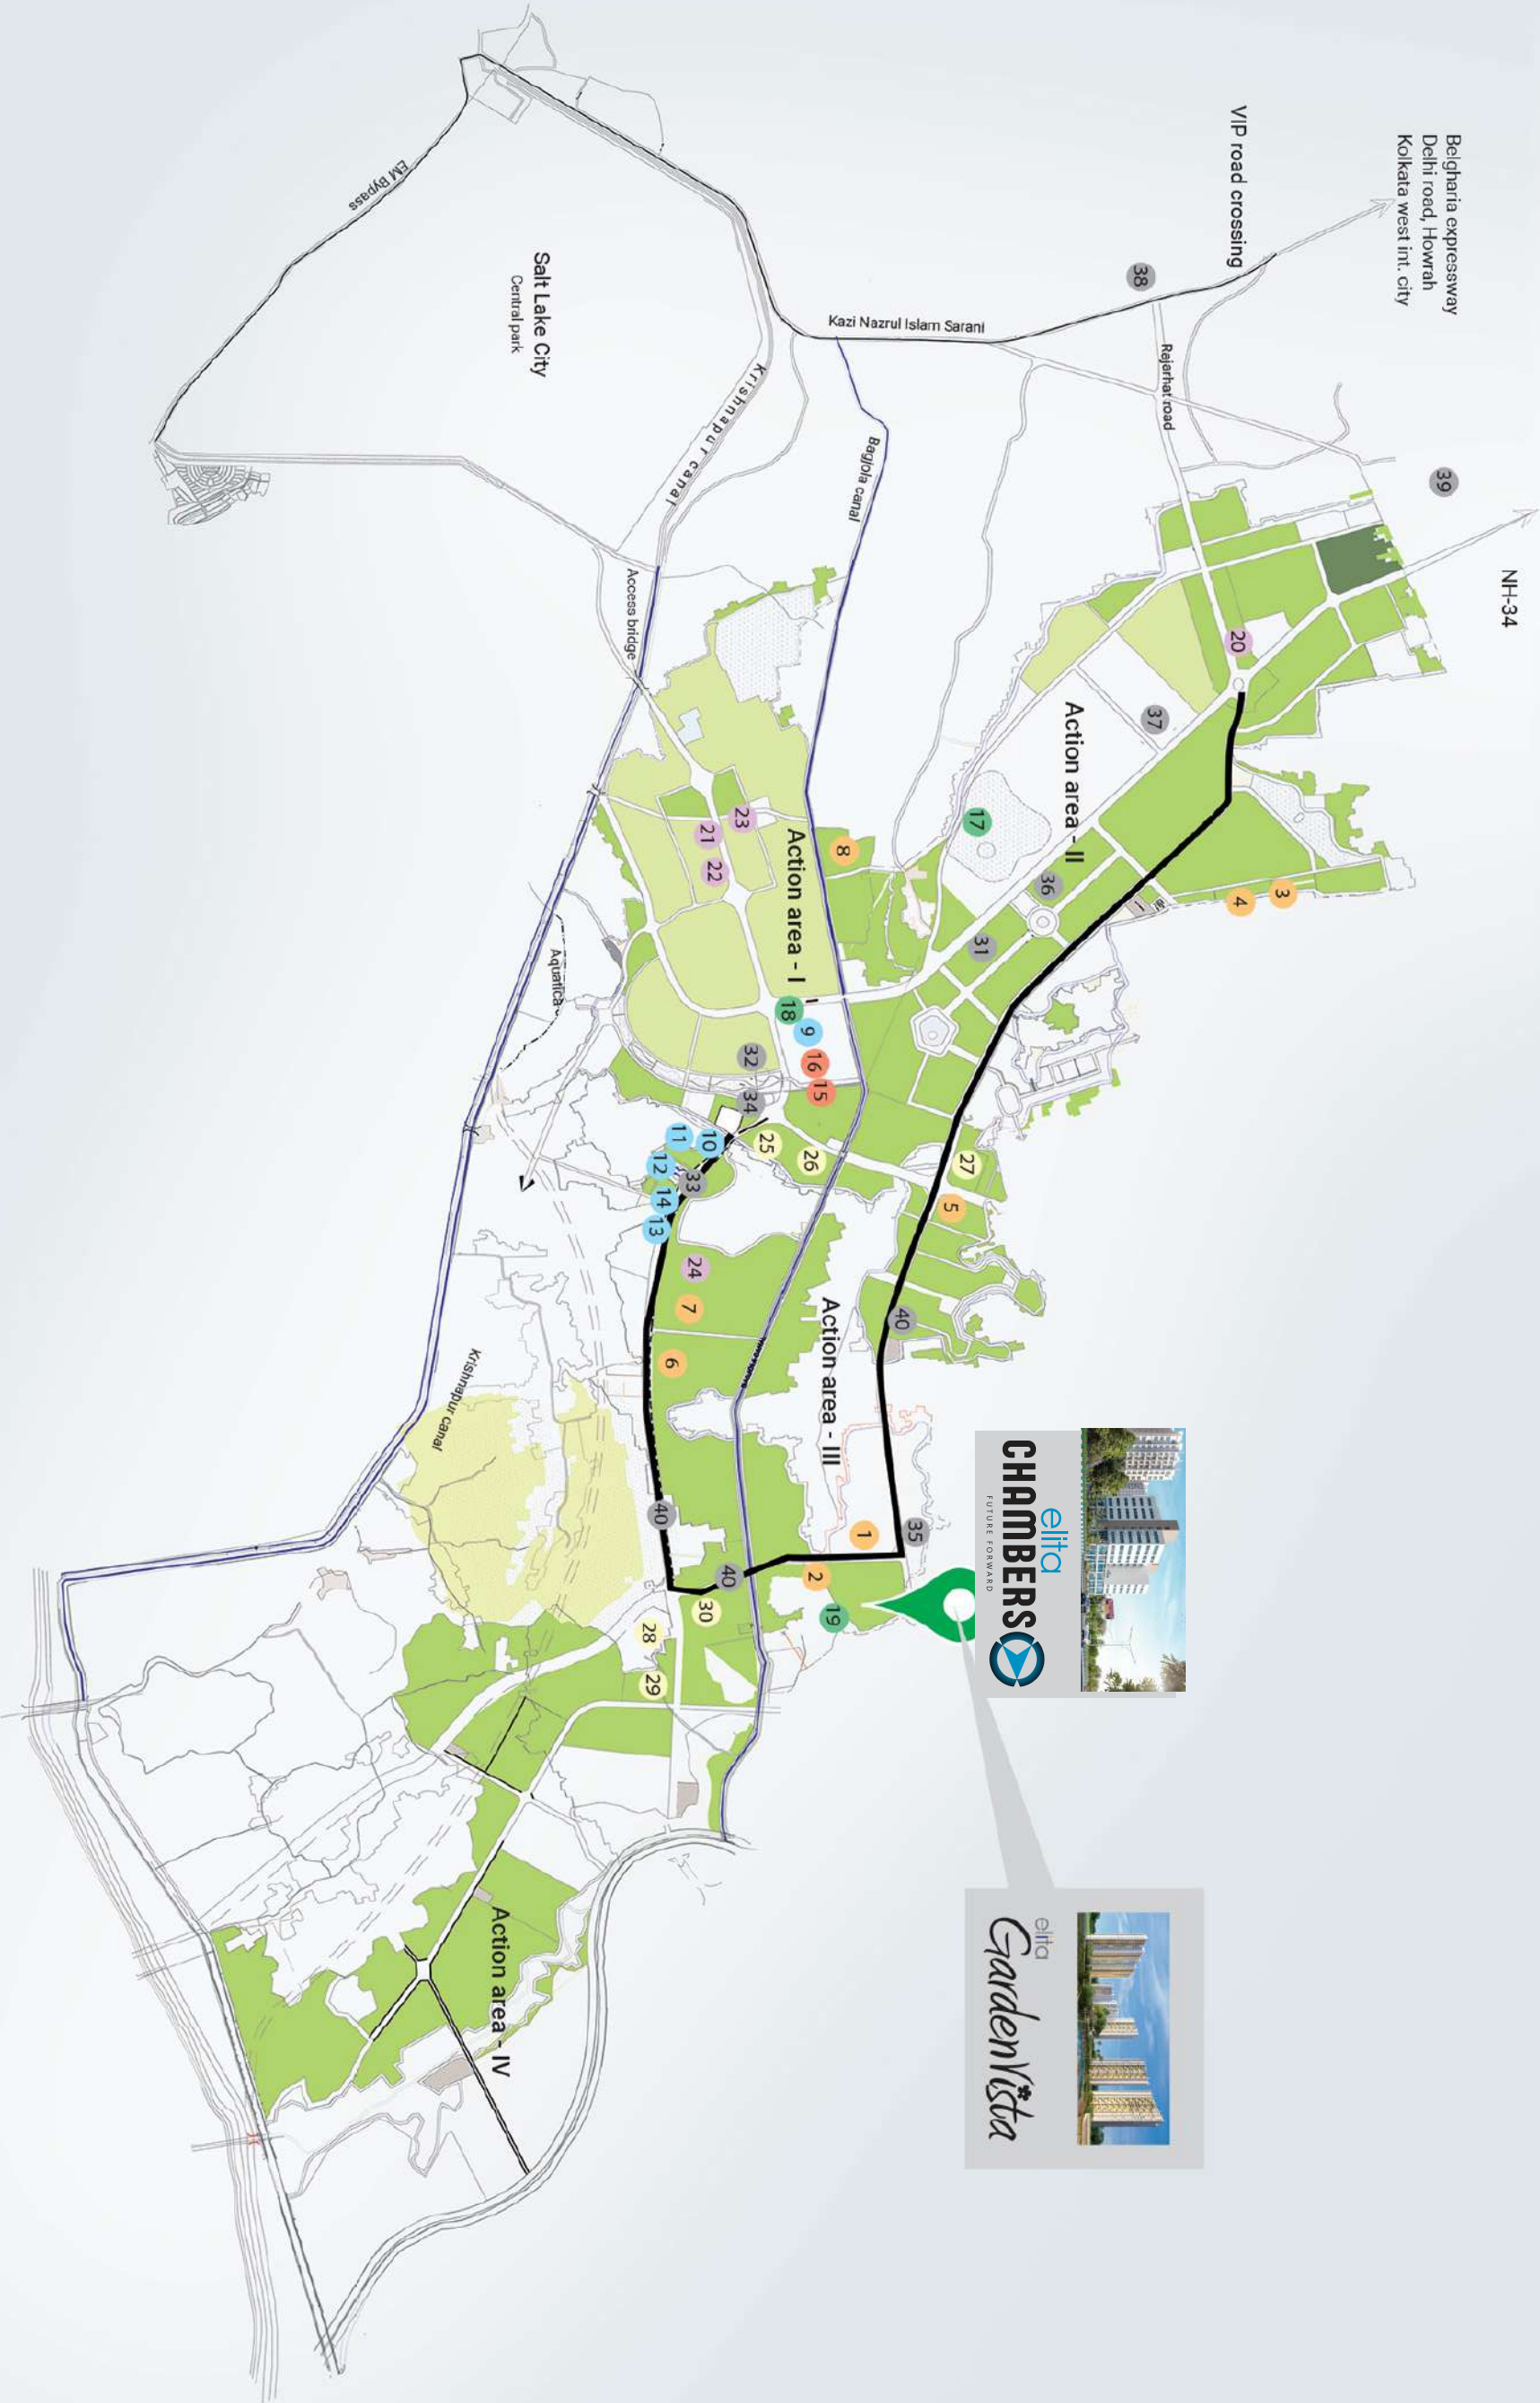 NH-34
Belgharia expressway
Delhi road, Howrah
Kolkata west int. city
VIP road crossing
39
38
Rajarhat road
Kazi Nazrul Islam Sarani
20
37
Action area - II
3
4
17
36
31
Bagjola canal
Krishnapur canal
Salt Lake City
Central park
EM Bypass
Access bridge
8
Action area - I
23
21
22
18
9
16
15
32
34
25
26
27
5
10
11
12
33
14
13
Aquatica
24
7
6
40
Action area - III
35
1
2
19
40
40
30
28
29
Krishnapur canal
Action area - IV
elita
CHAMBERS
FUTURE FORWARD
elita
GardenVista